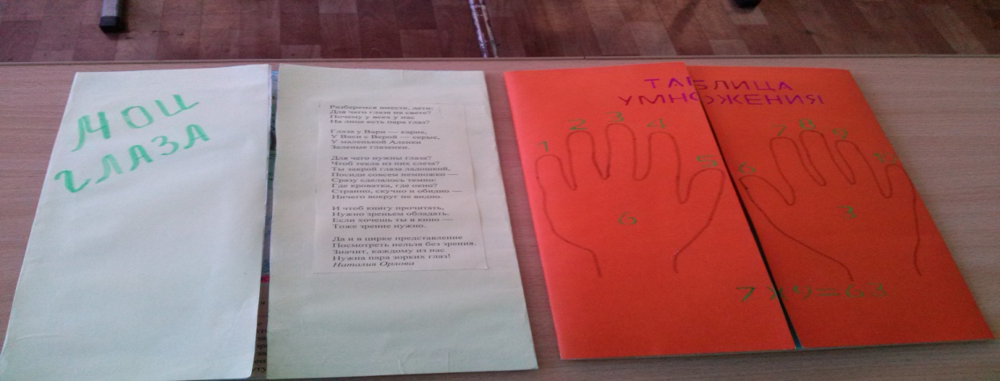 МОИ
ГЛАЗА
Разберемся вместе, дети:
Для чего глаза на свете?
Почему у всех у нас
На лице есть пара глаз?
Глаза у Вари — карие,
У Васи с Верой — серые,
У маленькой Аленки
Зеленые глазенки.
Для чего нужны глаза?
Чтоб текла из них слеза?
Ты закрой глаза ладошкой,
Посиди совсем немножко —
Сразу сделалось темно:
Где кроватка, где окно?
Странно, скучно и обидно —
Ничего вокруг не видно.
И чтоб книгу прочитать,
Нужно зреньем обладать.
Если хочешь ты в кино —
Тоже зрение нужно.
Да и в цирке представление
Посмотреть нельзя без зрения.
Значит, каждому из нас
Нужна пара зорких глаз!
Наталия Орлова
ТАБЛИЦА
УМНОЖЕНИЯ
1 2 3 4 5
6
6 7 8 9 10
3
7 х 9 = 63